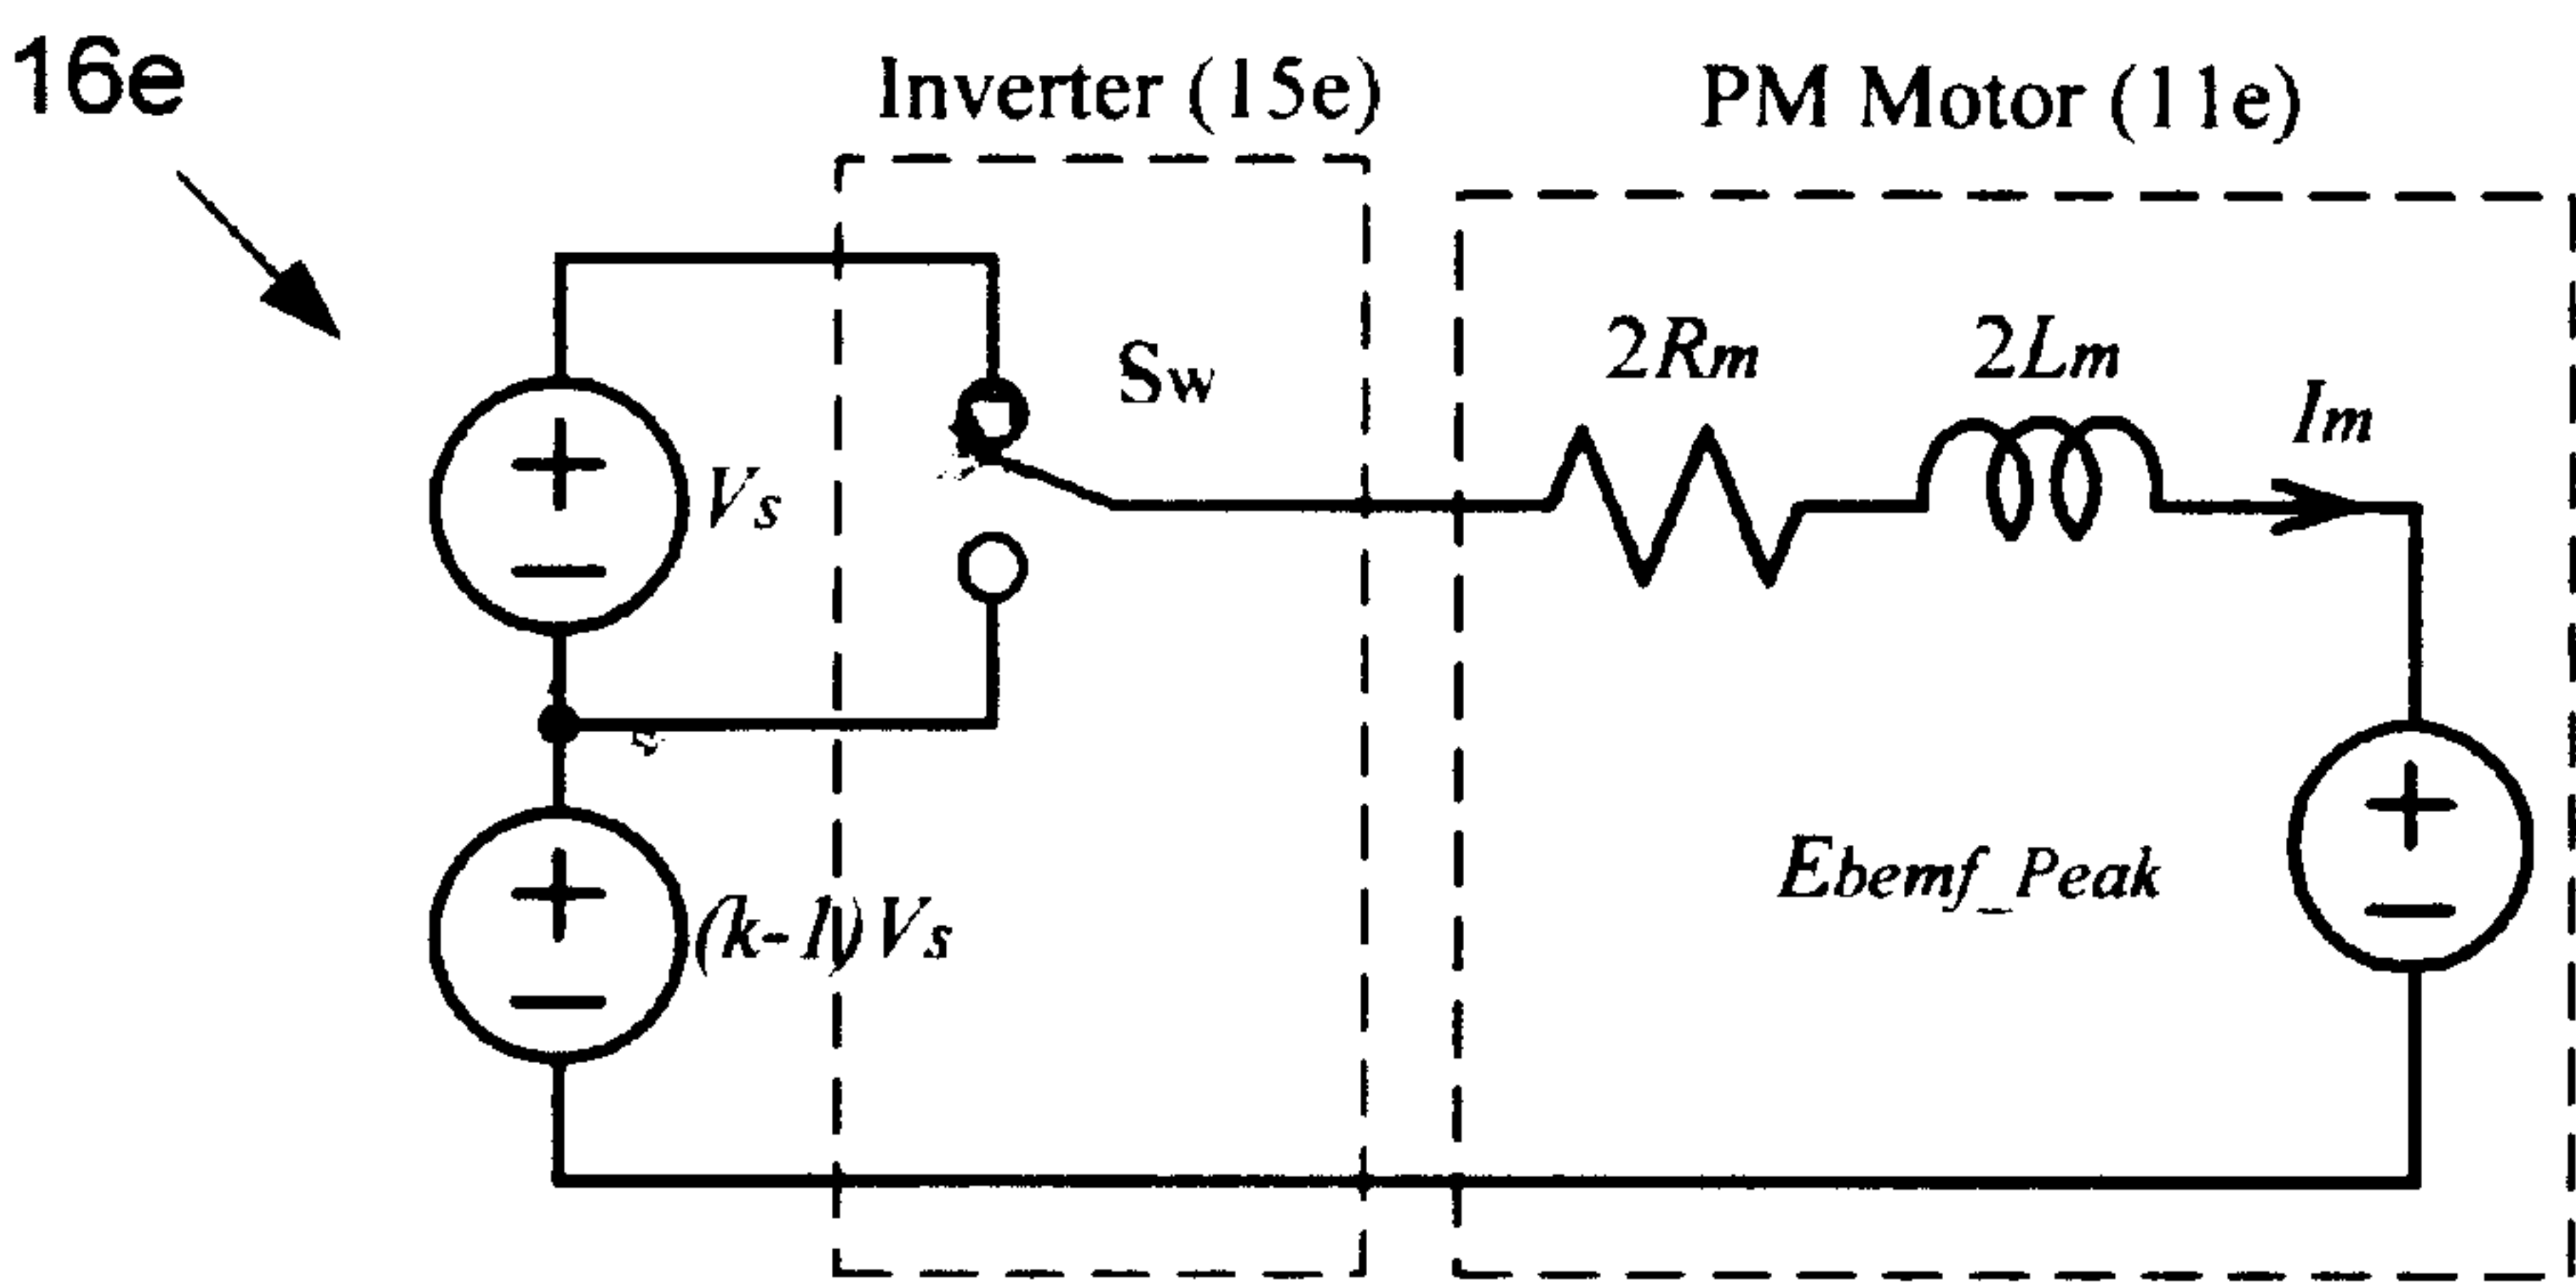 16e
Inverter (15e)
PM Motor (11e)
Sw
2Rm
2Lm
Im
+
Vs
−
+
(k-1)Vs
−
+
Ebemf_Peak
−